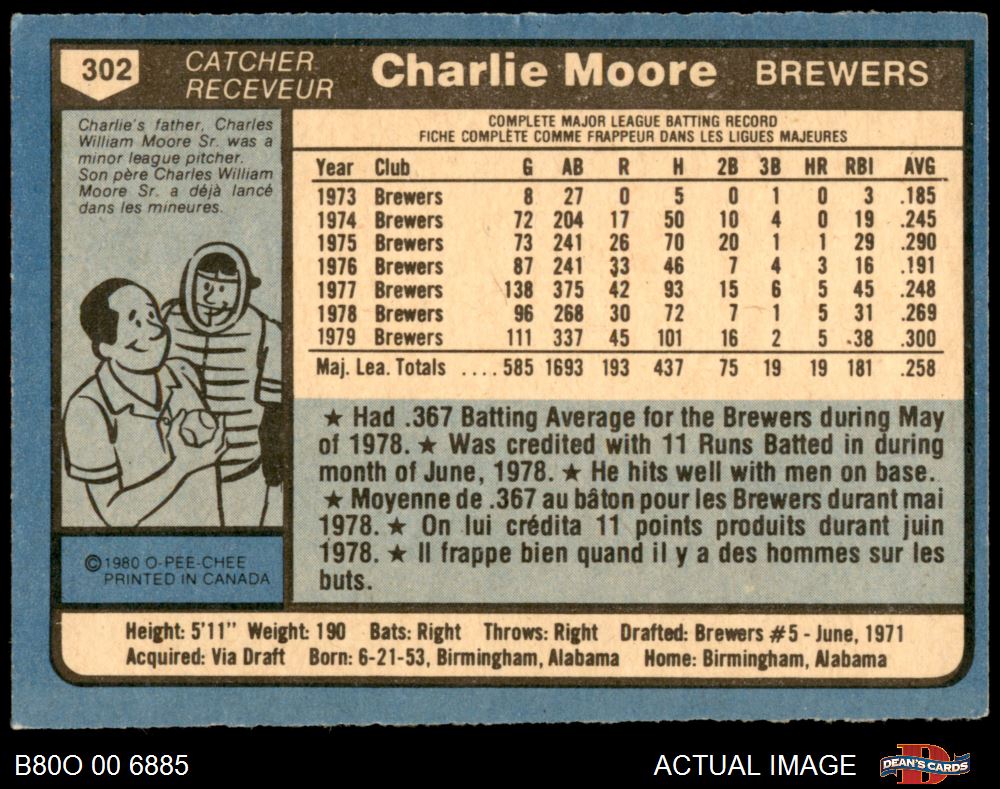 302
CATCHER
RECEVEUR
Charlie Moore
BREWERS
Charlie's father, Charles
William Moore Sr. was a
minor league pitcher.
Son père Charles William
Moore Sr. a déjà lancé
dans les mineures.
©1980 O-PEE-CHEE
PRINTED IN CANADA
COMPLETE MAJOR LEAGUE BATTING RECORD
FICHE COMPLÈTE COMME FRAPPEUR DANS LES LIGUES MAJEURES
Year Club G AB R H 2B 3B HR RBI AVG
1973 Brewers 8 27 0 5 0 1 0 3 .185
1974 Brewers 72 204 17 50 10 4 0 19 .245
1975 Brewers 73 241 26 70 20 1 1 29 .290
1976 Brewers 87 241 33 46 7 4 3 16 .191
1977 Brewers 138 375 42 93 15 6 5 45 .248
1978 Brewers 96 268 30 72 7 1 5 31 .269
1979 Brewers 111 337 45 101 16 2 5 38 .300
Maj. Lea. Totals .... 585 1693 193 437 75 19 19 181 .258
★ Had .367 Batting Average for the Brewers during May
of 1978. ★ Was credited with 11 Runs Batted in during
month of June, 1978. ★ He hits well with men on base.
★ Moyenne de .367 au bâton pour les Brewers durant mai
1978. ★ On lui crédita 11 points produits durant juin
1978. ★ Il frappe bien quand il y a des hommes sur les
buts.
Height: 5'11" Weight: 190 Bats: Right Throws: Right Drafted: Brewers #5 - June, 1971
Acquired: Via Draft Born: 6-21-53, Birmingham, Alabama Home: Birmingham, Alabama
B80O 00 6885
ACTUAL IMAGE
D
DEAN'S CARDS